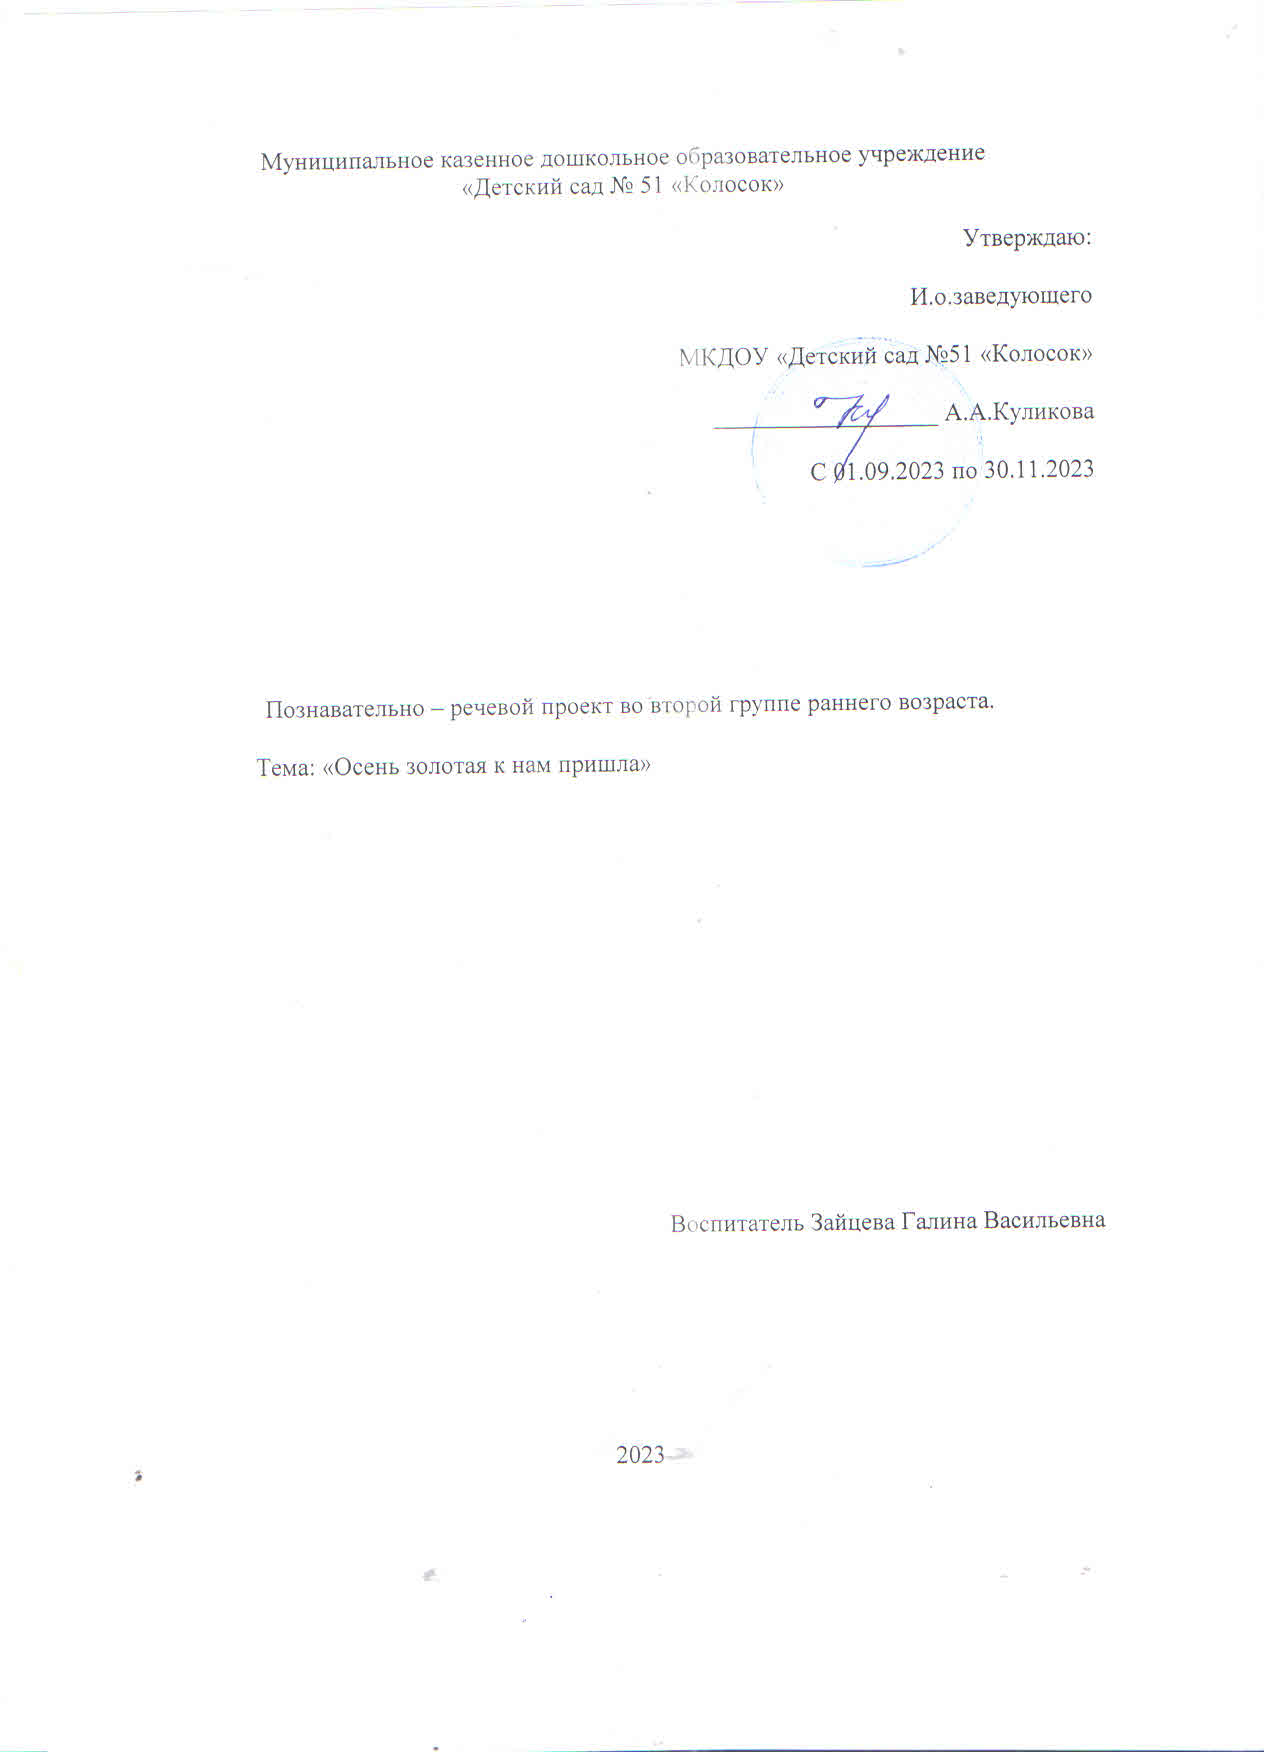 Муниципальное казенное дошкольное образовательное учреждение
«Детский сад № 51 «Колосок»
Утверждаю:
И.о.заведующего
МКДОУ «Детский сад №51 «Колосок»
А.А.Куликова
С 01.09.2023 по 30.11.2023
Познавательно – речевой проект во второй группе раннего возраста.
Тема: «Осень золотая к нам пришла»
Воспитатель Зайцева Галина Васильевна
2023